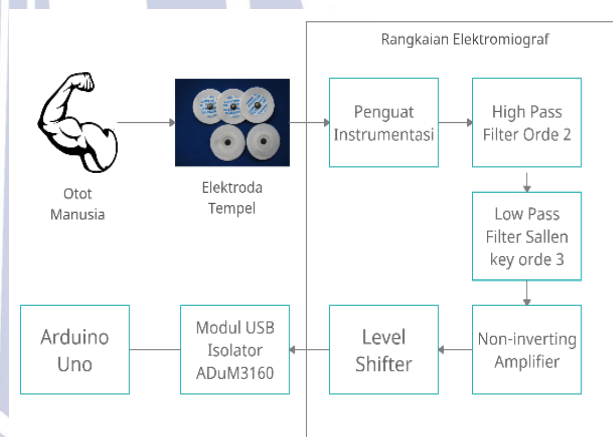 Rangkaian Elektromiograf
Otot
Manusia
Elektroda
Tempel
Penguat
Instrumentasi
High Pass
Filter Orde 2
Low Pass
Filter Sallen
key orde 3
Non-inverting
Amplifier
Level
Shifter
Modul USB
Isolator
ADuM3160
Arduino
Uno